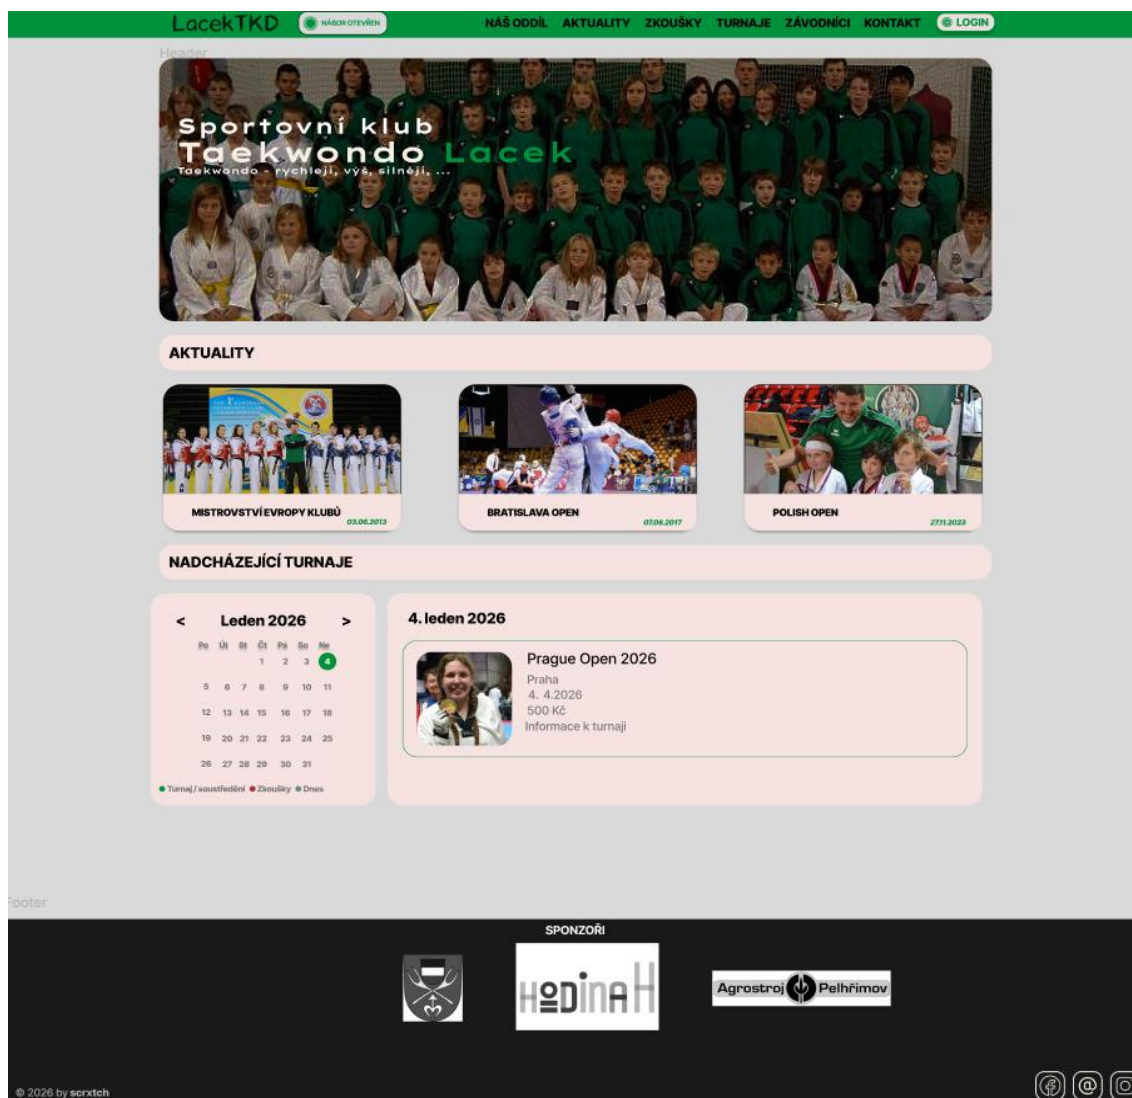 LacekTKD
NÁBOR OTEVŘEN
NÁŠ ODDÍL AKTUALITY ZKOUŠKY TURNAJE ZÁVODNÍCI KONTAKT LOGIN
Header
Sportovní klub
Taekwondo Lacek
Taekwondo - rychleji, výš, silněji, ...
AKTUALITY
MISTROVSTVÍ EVROPY KLUBŮ
03.06.2013
BRATISLAVA OPEN
07.08.2017
POLISH OPEN
27.11.2023
NADCHÁZEJÍCÍ TURNAJE
< Leden 2026 >
Po Út St Čt Pá So Ne
1 2 3 4
5 6 7 8 9 10 11
12 13 14 15 16 17 18
19 20 21 22 23 24 25
26 27 28 29 30 31
Turnaj / soustředění Zkoušky Dnes
4. leden 2026
Prague Open 2026
Praha
4. 4.2026
500 Kč
Informace k turnaji
Footer
SPONZOŘI
HODINA H
Agrostroj Pelhřimov
© 2026 by scrxtch